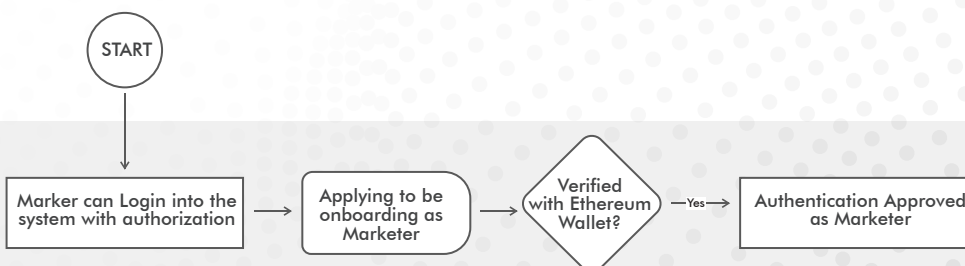 START
Marker can Login into the
system with authorization
Applying to be
onboarding as
Marketer
Verified
with Ethereum
Wallet?
Yes
Authentication Approved
as Marketer